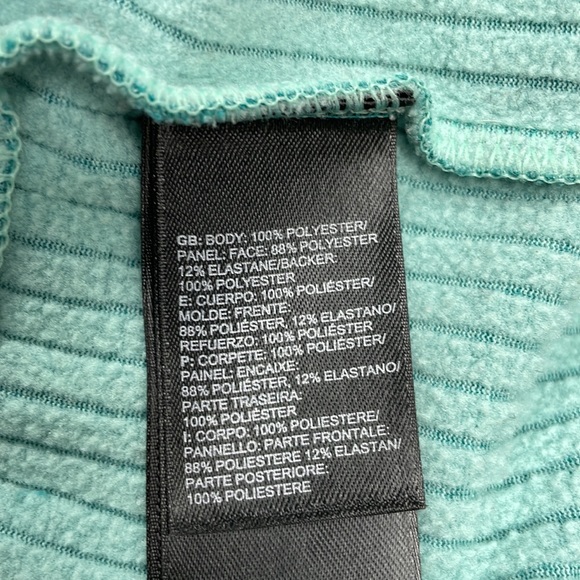 GB: BODY: 100% POLYESTER/
PANEL: FACE: 88% POLYESTER
12% ELASTANE/BACKER:
100% POLYESTER
E: CUERPO: 100% POLIÉSTER/
MOLDE: FRENTE:
88% POLIÉSTER, 12% ELASTANO/
REFUERZO: 100% POLIÉSTER
P: CORPETE: 100% POLIÉSTER/
PAINEL: ENCAIXE:
88% POLIÉSTER, 12% ELASTANO/
PARTE TRASEIRA:
100% POLIÉSTER
I: CORPO: 100% POLIESTERE/
PANNELLO: PARTE FRONTALE:
88% POLIESTERE 12% ELASTAN/
PARTE POSTERIORE:
100% POLIESTERE